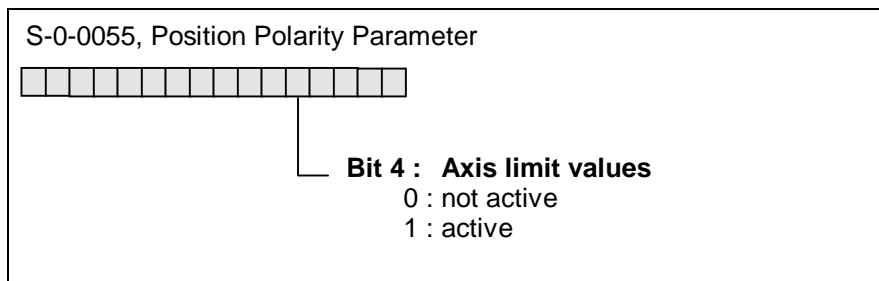 S-0-0055, Position Polarity Parameter
Bit 4 : Axis limit values
0 : not active
1 : active